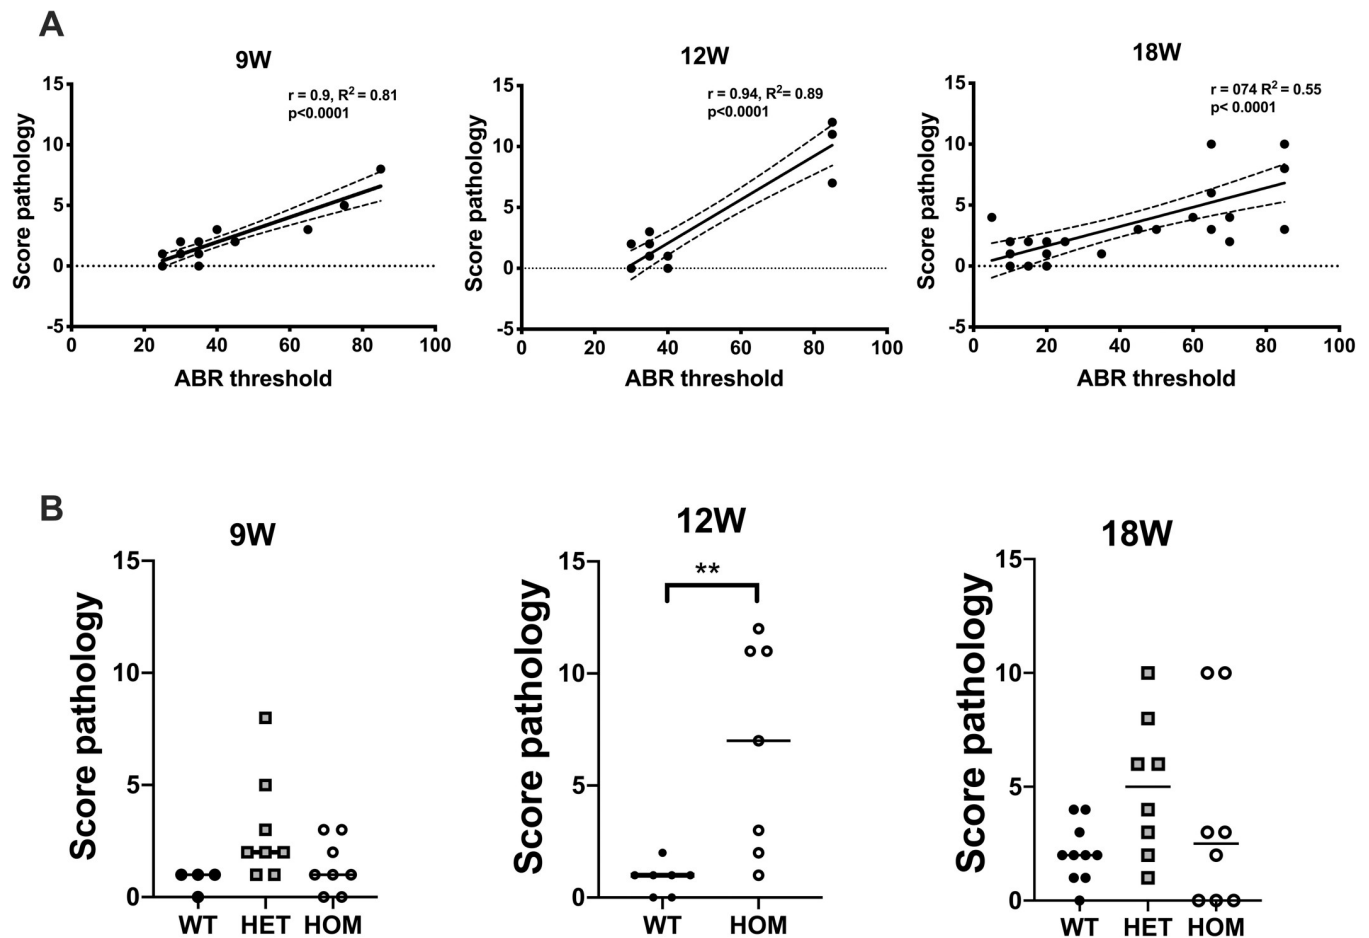 A
9W
r = 0.9, R² = 0.81
p<0.0001
15
10
5
0
-5
Score pathology
0 20 40 60 80 100
ABR threshold
12W
r = 0.94, R²= 0.89
p<0.0001
15
10
5
0
-5
Score pathology
0 20 40 60 80 100
ABR threshold
18W
r = 074 R² = 0.55
p< 0.0001
15
10
5
0
-5
Score pathology
0 20 40 60 80 100
ABR threshold
B
9W
15
10
5
0
Score pathology
WT HET HOM
12W
**
15
10
5
0
Score pathology
WT HOM
18W
15
10
5
0
Score pathology
WT HET HOM